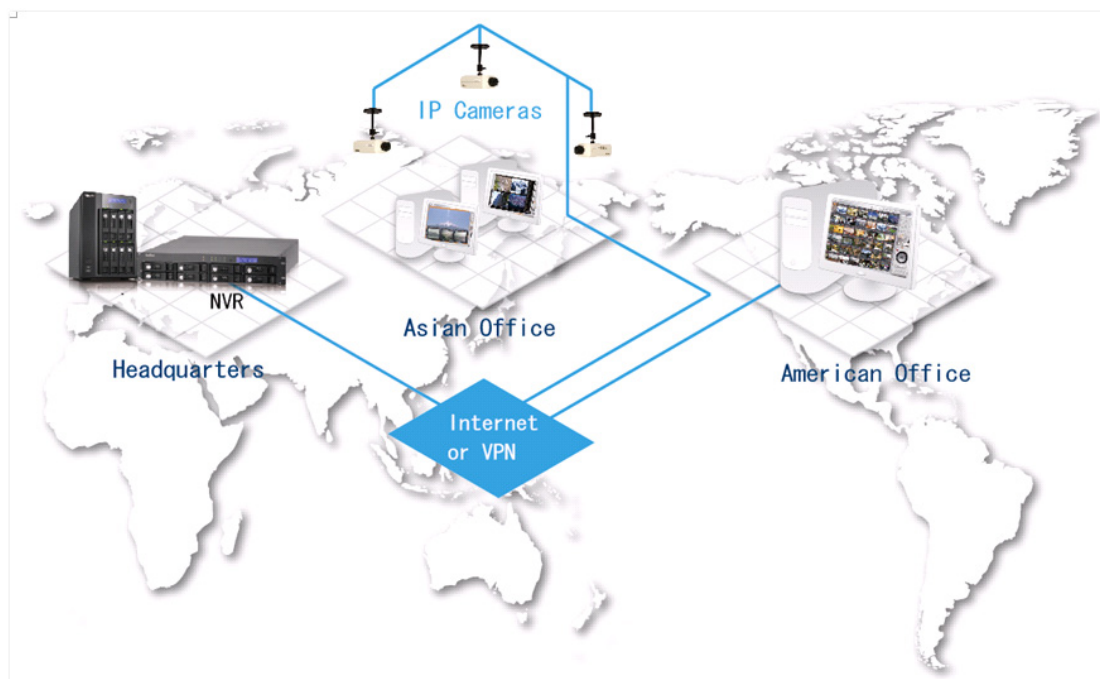 IP Cameras
NVR
Asian Office
Headquarters
American Office
Internet
or VPN